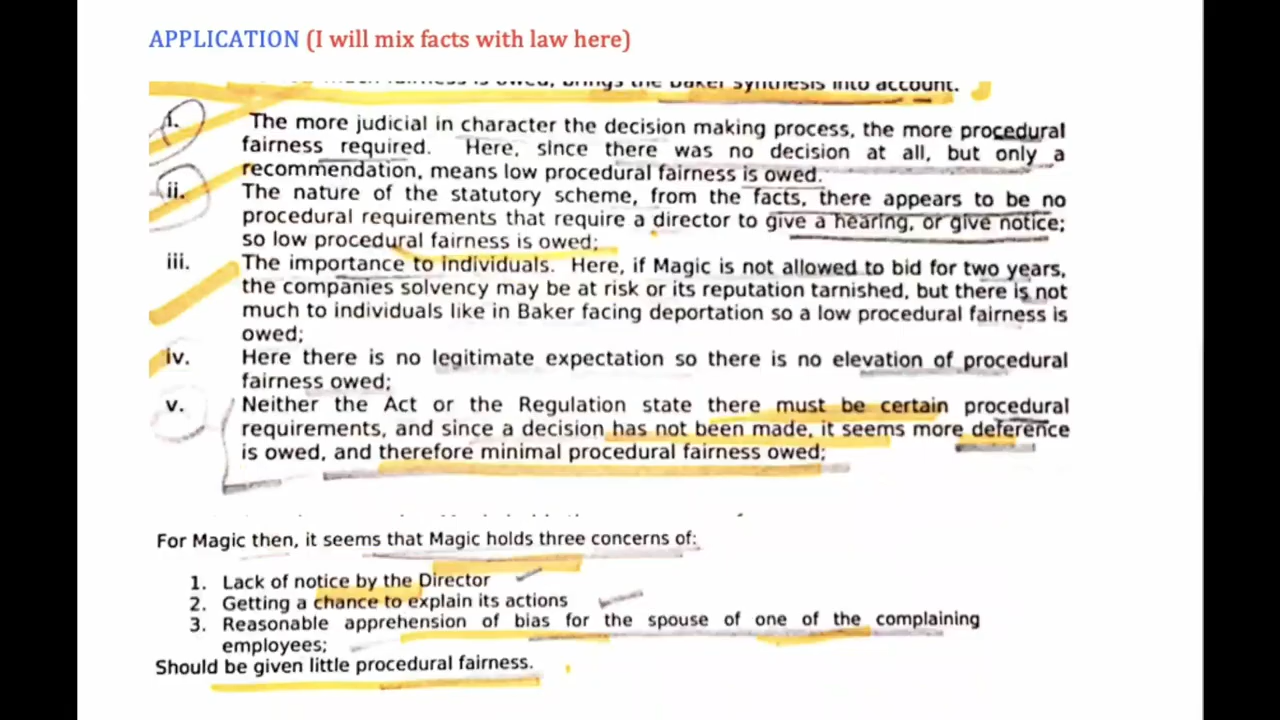 APPLICATION (I will mix facts with law here)
fairness is owed, brings the Baker synthesis into account.
i. The more judicial in character the decision making process, the more procedural
fairness required. Here, since there was no decision at all, but only a
recommendation, means low procedural fairness is owed.
ii. The nature of the statutory scheme, from the facts, there appears to be no
procedural requirements that require a director to give a hearing, or give notice;
so low procedural fairness is owed;
iii. The importance to individuals. Here, if Magic is not allowed to bid for two years,
the companies solvency may be at risk or its reputation tarnished, but there is not
much to individuals like in Baker facing deportation so a low procedural fairness is
owed;
iv. Here there is no legitimate expectation so there is no elevation of procedural
fairness owed;
v. Neither the Act or the Regulation state there must be certain procedural
requirements, and since a decision has not been made, it seems more deference
is owed, and therefore minimal procedural fairness owed;
For Magic then, it seems that Magic holds three concerns of:
1. Lack of notice by the Director
2. Getting a chance to explain its actions
3. Reasonable apprehension of bias for the spouse of one of the complaining
employees;
Should be given little procedural fairness.